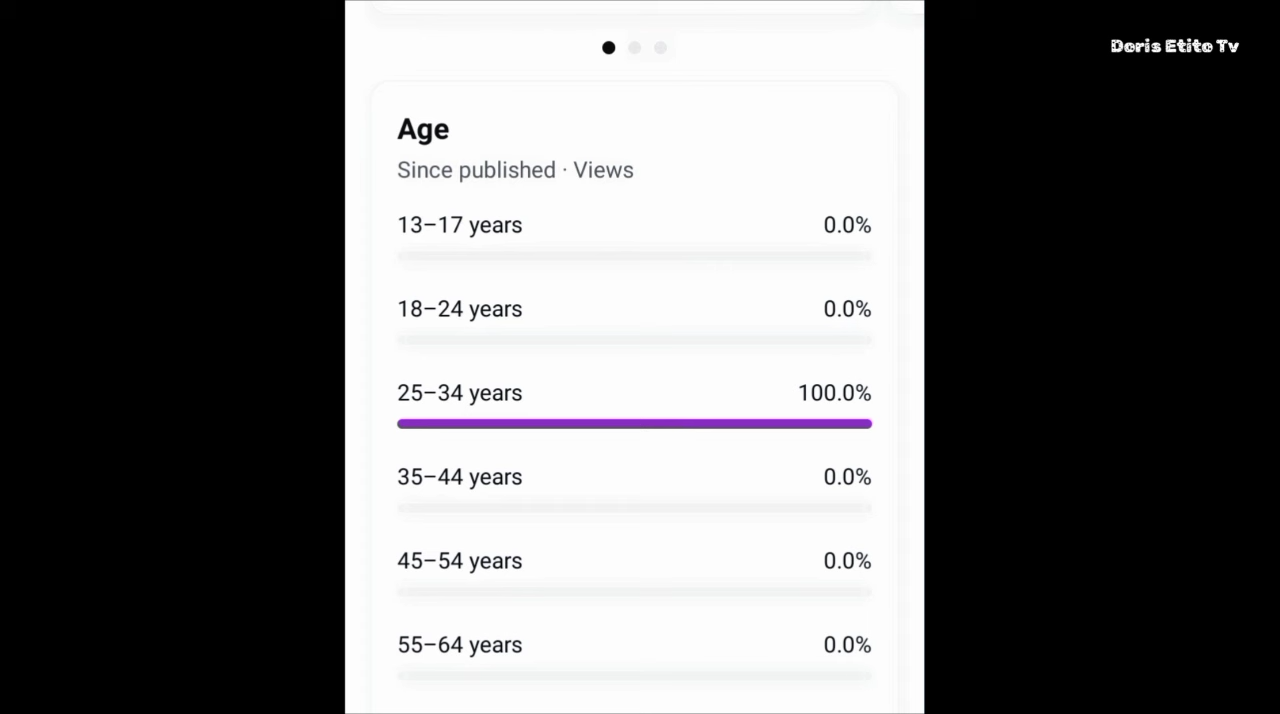 Doris Etito Tv
Age
Since published · Views
13–17 years 0.0%
18–24 years 0.0%
25–34 years 100.0%
35–44 years 0.0%
45–54 years 0.0%
55–64 years 0.0%